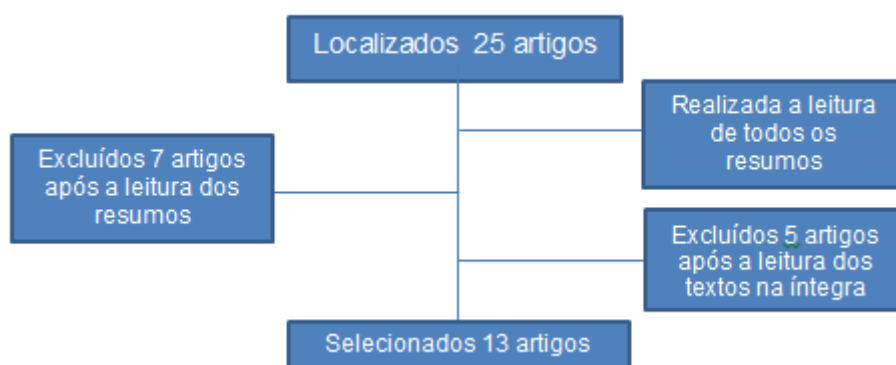 Localizados 25 artigos
Realizada a leitura
de todos os
resumos
Excluídos 7 artigos
após a leitura dos
resumos
Excluídos 5 artigos
após a leitura dos
textos na íntegra
Selecionados 13 artigos